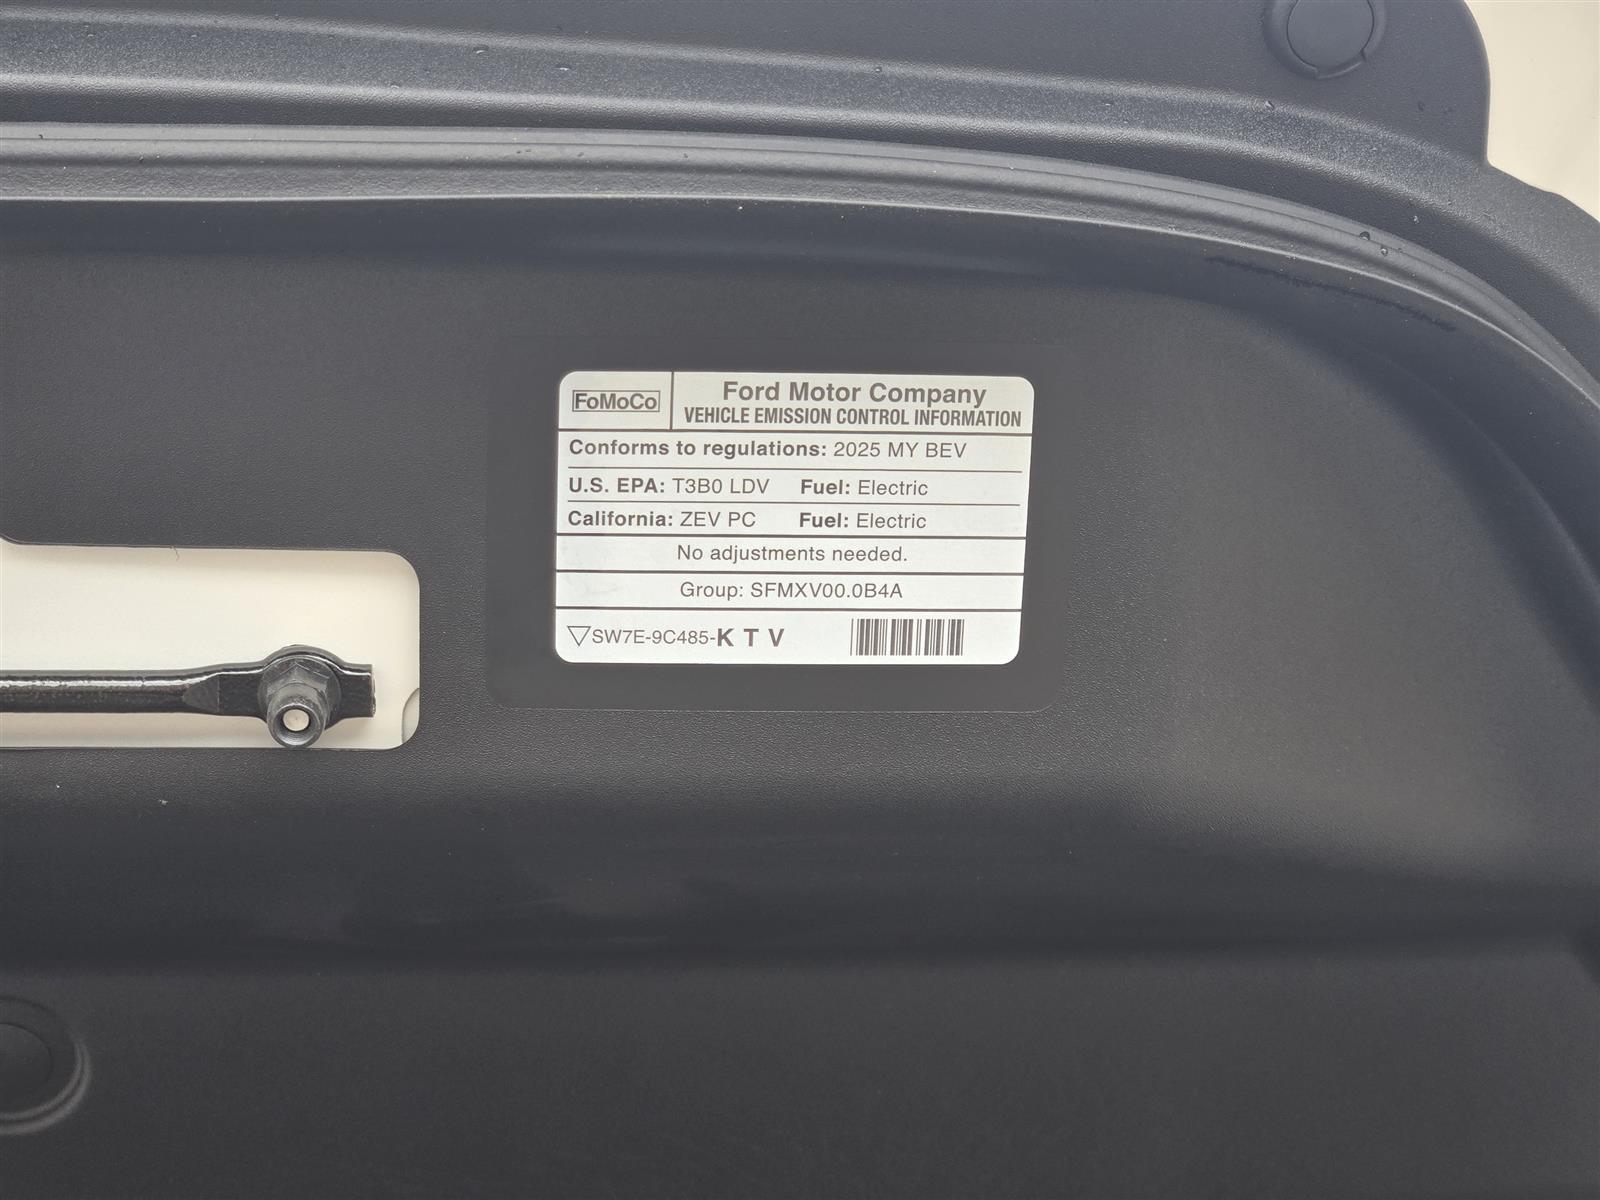 FoMoCo
Ford Motor Company
VEHICLE EMISSION CONTROL INFORMATION
Conforms to regulations: 2025 MY BEV
U.S. EPA: T3B0 LDV Fuel: Electric
California: ZEV PC Fuel: Electric
No adjustments needed.
Group: SFMXV00.0B4A
SW7E-9C485-K T V